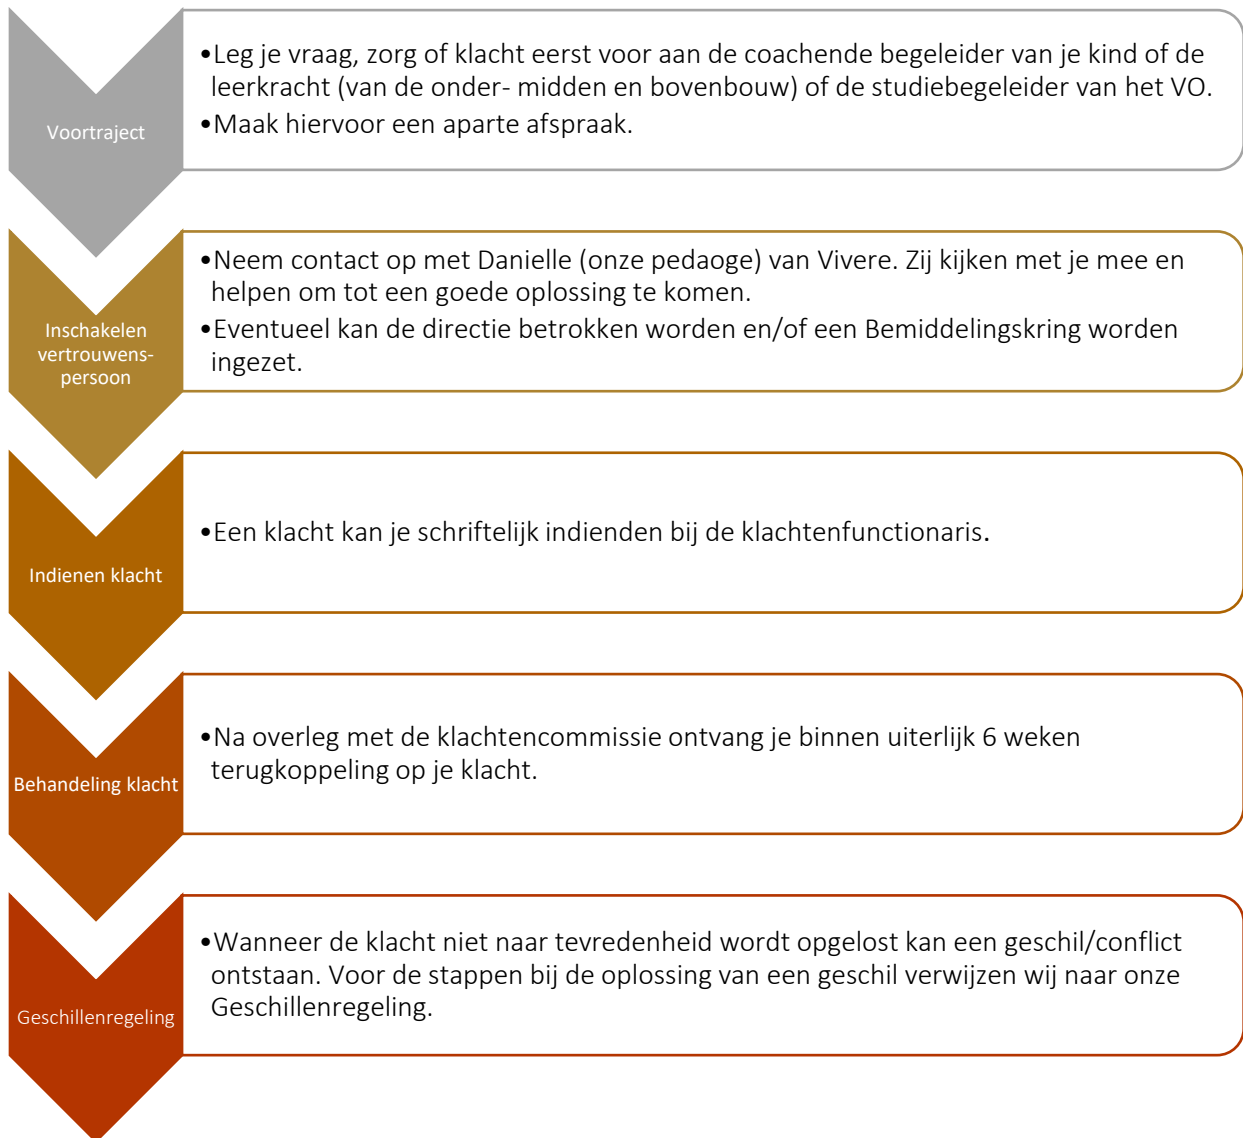 Voortraject
•Leg je vraag, zorg of klacht eerst voor aan de coachende begeleider van je kind of de
leerkracht (van de onder- midden en bovenbouw) of de studiebegeleider van het VO.
•Maak hiervoor een aparte afspraak.
Inschakelen
vertrouwens-
persoon
•Neem contact op met Danielle (onze pedaoge) van Vivere. Zij kijken met je mee en
helpen om tot een goede oplossing te komen.
•Eventueel kan de directie betrokken worden en/of een Bemiddelingskring worden
ingezet.
Indienen klacht
•Een klacht kan je schriftelijk indienden bij de klachtenfunctionaris.
Behandeling klacht
•Na overleg met de klachtencommissie ontvang je binnen uiterlijk 6 weken
terugkoppeling op je klacht.
Geschillenregeling
•Wanneer de klacht niet naar tevredenheid wordt opgelost kan een geschil/conflict
ontstaan. Voor de stappen bij de oplossing van een geschil verwijzen wij naar onze
Geschillenregeling.